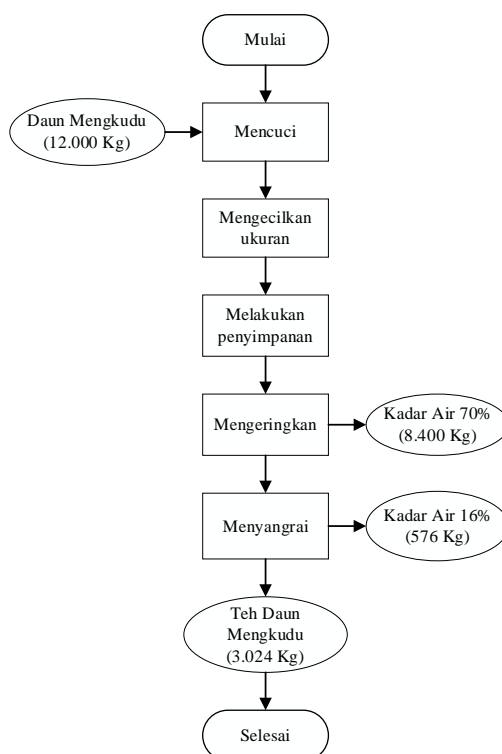 Mulai
Daun Mengkudu
(12.000 Kg)
Mencuci
Mengecilkan
ukuran
Melakukan
penyimpanan
Mengeringkan
Kadar Air 70%
(8.400 Kg)
Menyangrai
Kadar Air 16%
(576 Kg)
Teh Daun
Mengkudu
(3.024 Kg)
Selesai